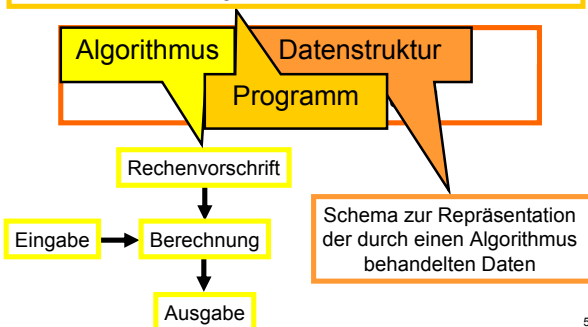 Algorithmus Datenstruktur
Programm
Rechenvorschrift
Eingabe Berechnung
Ausgabe
Schema zur Repräsentation
der durch einen Algorithmus
behandelten Daten
5